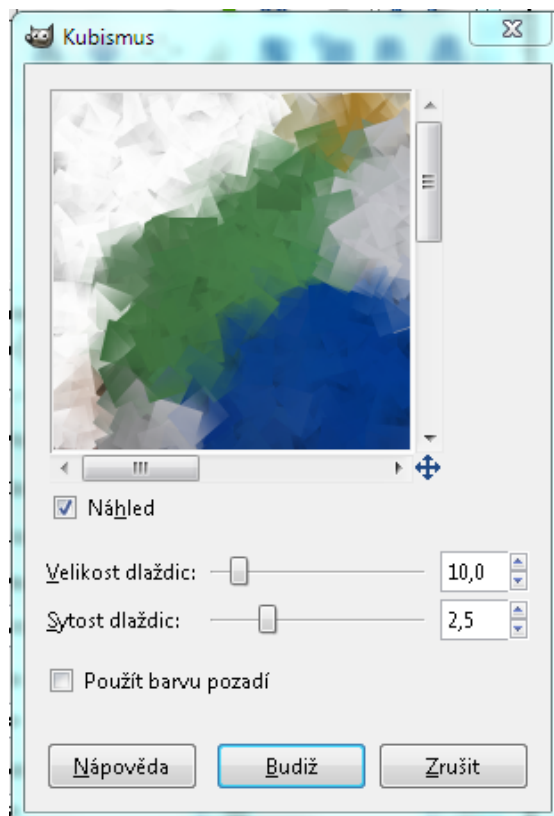 Kubismus
Náhled
Velikost dlaždic: 10,0
Sytost dlaždic: 2,5
Použít barvu pozadí
Nápověda Budiž Zrušit